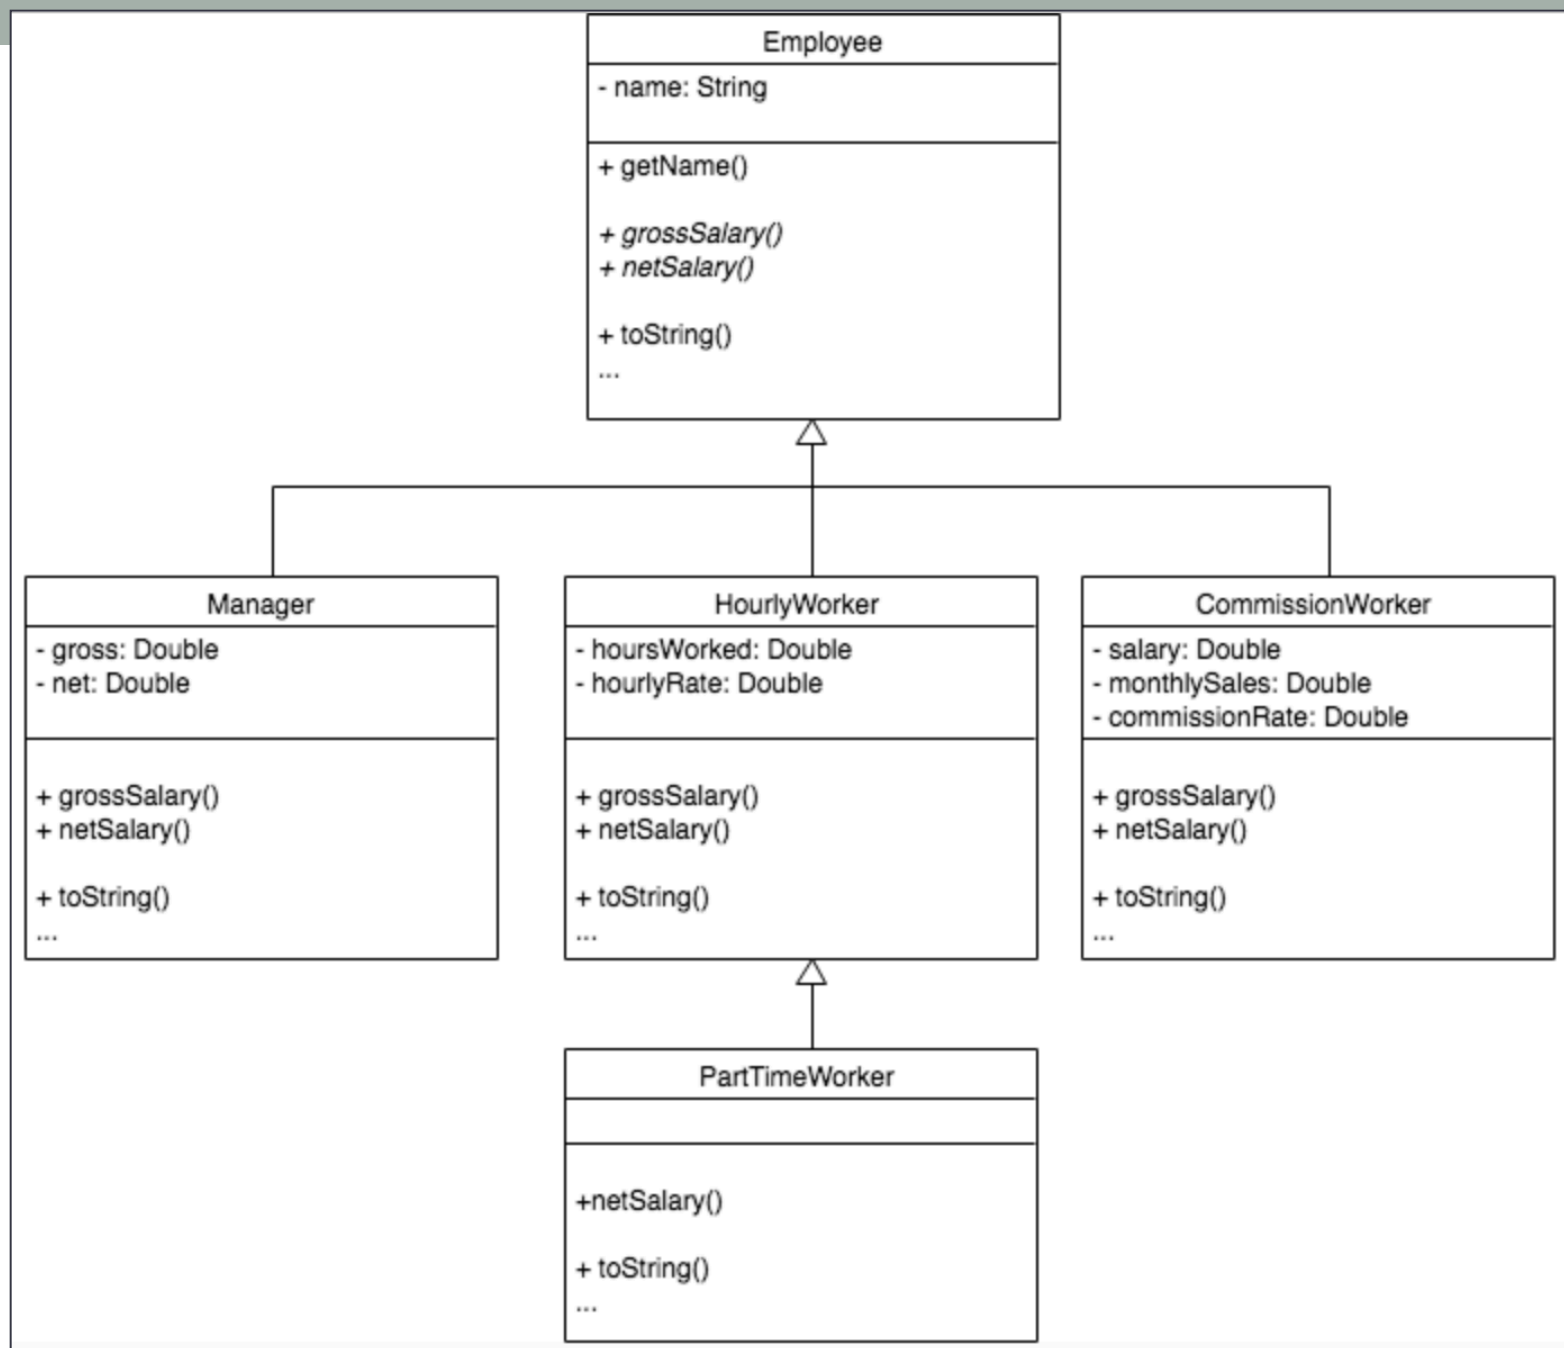 Employee
- name: String
+ getName()
+ grossSalary()
+ netSalary()
+ toString()
...
Manager
- gross: Double
- net: Double
+ grossSalary()
+ netSalary()
+ toString()
...
HourlyWorker
- hoursWorked: Double
- hourlyRate: Double
+ grossSalary()
+ netSalary()
+ toString()
...
CommissionWorker
- salary: Double
- monthlySales: Double
- commissionRate: Double
+ grossSalary()
+ netSalary()
+ toString()
...
PartTimeWorker
+netSalary()
+ toString()
...